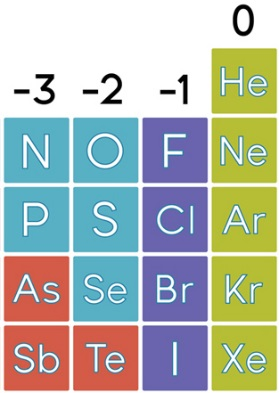 0
He
-3 -2 -1
N O F Ne
P S Cl Ar
As Se Br Kr
Sb Te I Xe